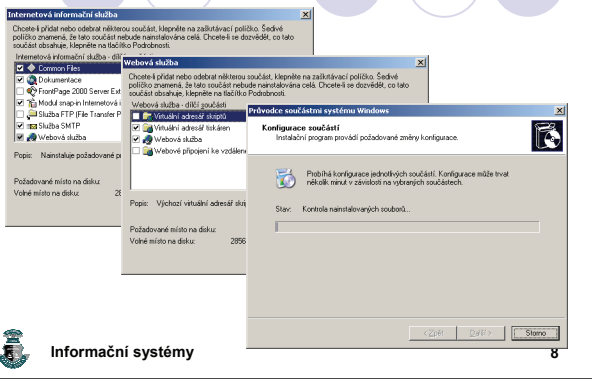 Internetová informační služba
Chcete-li přidat nebo odebrat některou součást, klepněte na zaškrtávací políčko. Šedivé
políčko znamená, že tato součást nebude nainstalována celá. Chcete-li se dozvědět, co tato
součást obsahuje, klepněte na tlačítko Podrobnosti.
Internetová informační služba - dílčí
Common Files
Dokumentace
FrontPage 2000 Server Ext
Modul snap-in Internetová i
Služba FTP (File Transfer P
Služba SMTP
Webová služba
Popis: Nainstaluje požadované
Požadované místo na disku:
Volné místo na disku: 28
Webová služba
Chcete-li přidat nebo odebrat některou součást, klepněte na zaškrtávací políčko. Šedivé
políčko znamená, že tato součást nebude nainstalována celá. Chcete-li se dozvědět, co tato
součást obsahuje, klepněte na tlačítko Podrobnosti.
Webová služba - dílčí součásti
Virtuální adresář skriptů
Virtuální adresář tiskáren
Webová služba
Webové připojení ke vzdálené
Popis: Výchozí virtuální adresář skri
Požadované místo na disku:
Volné místo na disku: 2856
Průvodce součástmi systému Windows
Konfigurace součástí
Instalační program provádí požadované změny konfigurace.
Probíhá konfigurace jednotlivých součástí. Konfigurace může trvat
několik minut v závislosti na vybraných součástech.
Stav: Kontrola nainstalovaných souborů...
< Zpět
Další >
Storno
Informační systémy
8